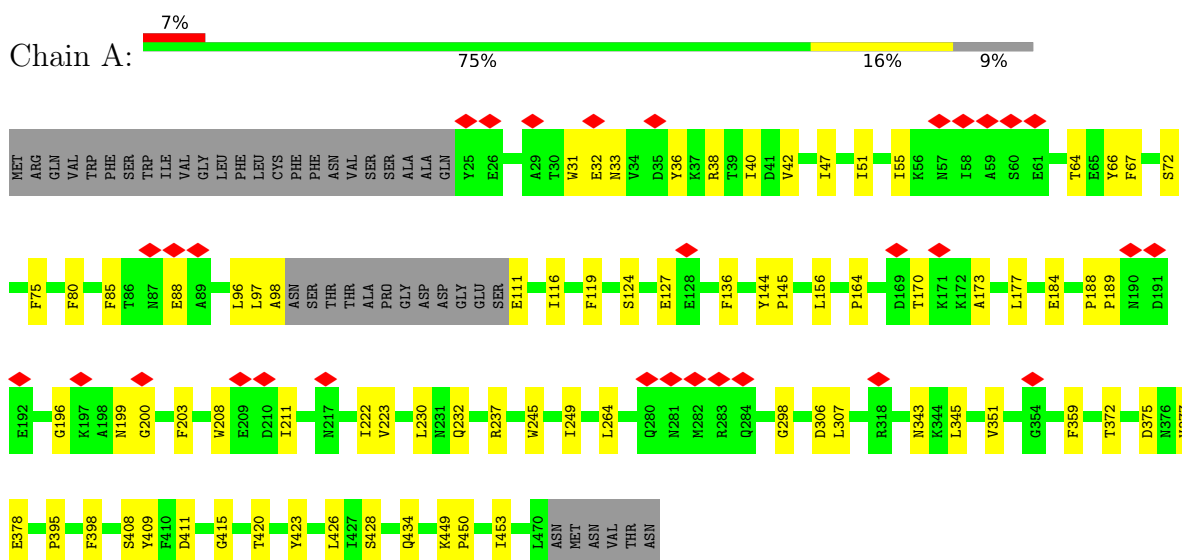 7%
Chain A:
75% 16% 9%
MET ARG GLN VAL TRP PHE SER TRP ILE VAL GLY LEU PHE LEU CYS PHE PHE ASN VAL SER SER ALA ALA GLN Y25 E26 A29 T30 W31 E32 N33 V34 D35 Y36 K37 R38 T39 I40 D41 V42 I47 I51 I55 K56 N57 I58 A59 S60 E61 T64 E65 Y66 F67 S72
F75 F80 F85 T86 N87 E88 A89 L96 L97 A98 ASN SER THR THR ALA PRO GLY ASP ASP GLY GLU SER E111 I116 F119 S124 E127 E128 F136 Y144 P145 L156 P164 D169 T170 K171 K172 A173 L177 E184 P188 P189 N190 D191
E192 G196 K197 A198 N199 G200 F203 W208 E209 D210 I211 N217 I222 V223 L230 N231 Q232 R237 W245 I249 L264 Q280 N281 M282 R283 Q284 G298 D306 L307 R318 N343 K344 L345 V351 G354 F359 T372 D375 N376
E378 P395 F398 S408 Y409 F410 D411 G415 T420 Y423 L426 I427 S428 Q434 K449 P450 I453 L470 ASN MET ASN VAL THR ASN